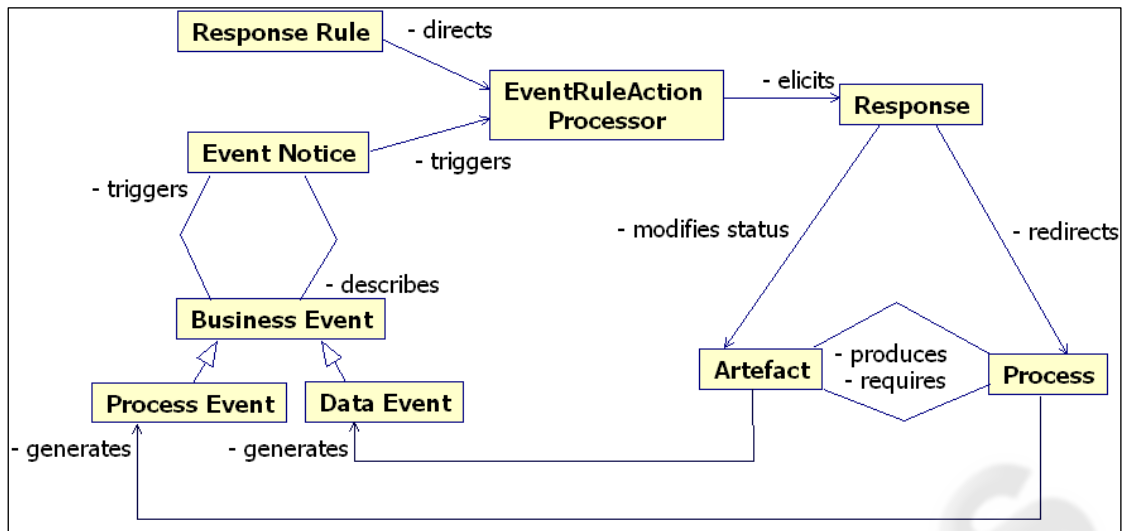 Response Rule
- directs
EventRuleAction
Processor
- elicits
Response
Event Notice
- triggers
- triggers
- modifies status
- redirects
- describes
Business Event
- produces
- requires
Artefact
Process
Process Event
Data Event
- generates
- generates